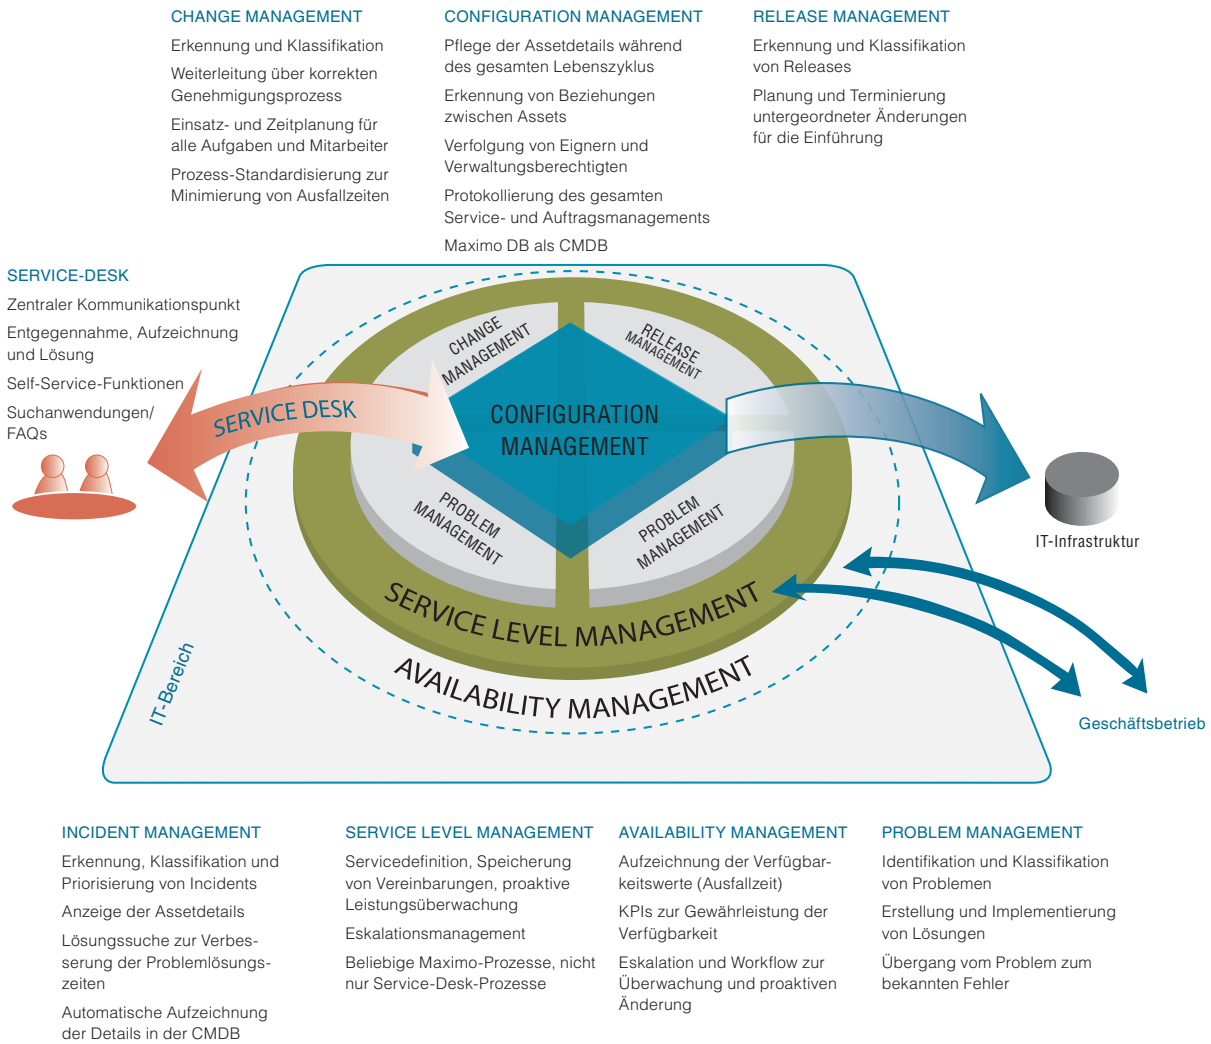 CHANGE MANAGEMENT
Erkennung und Klassifikation
Weiterleitung über korrekten
Genehmigungsprozess
Einsatz- und Zeitplanung für
alle Aufgaben und Mitarbeiter
Prozess-Standardisierung zur
Minimierung von Ausfallzeiten
CONFIGURATION MANAGEMENT
Pflege der Assetdetails während
des gesamten Lebenszyklus
Erkennung von Beziehungen
zwischen Assets
Verfolgung von Eignern und
Verwaltungsberechtigten
Protokollierung des gesamten
Service- und Auftragsmanagements
Maximo DB als CMDB
RELEASE MANAGEMENT
Erkennung und Klassifikation
von Releases
Planung und Terminierung
untergeordneter Änderungen
für die Einführung
SERVICE-DESK
Zentraler Kommunikationspunkt
Entgegennahme, Aufzeichnung
und Lösung
Self-Service-Funktionen
Suchanwendungen/
FAQs
CHANGE
MANAGEMENT
RELEASE
MANAGEMENT
SERVICE DESK
CONFIGURATION
MANAGEMENT
PROBLEM
MANAGEMENT
PROBLEM
MANAGEMENT
IT-Infrastruktur
SERVICE LEVEL MANAGEMENT
AVAILABILITY MANAGEMENT
IT-Bereich
Geschäftsbetrieb
INCIDENT MANAGEMENT
Erkennung, Klassifikation und
Priorisierung von Incidents
Anzeige der Assetdetails
Lösungssuche zur Verbes-
serung der Problemlösungs-
zeiten
Automatische Aufzeichnung
der Details in der CMDB
SERVICE LEVEL MANAGEMENT
Servicedefinition, Speicherung
von Vereinbarungen, proaktive
Leistungsüberwachung
Eskalationsmanagement
Beliebige Maximo-Prozesse, nicht
nur Service-Desk-Prozesse
AVAILABILITY MANAGEMENT
Aufzeichnung der Verfügbar-
keitswerte (Ausfallzeit)
KPIs zur Gewährleistung der
Verfügbarkeit
Eskalation und Workflow zur
Überwachung und proaktiven
Änderung
PROBLEM MANAGEMENT
Identifikation und Klassifikation
von Problemen
Erstellung und Implementierung
von Lösungen
Übergang vom Problem zum
bekannten Fehler